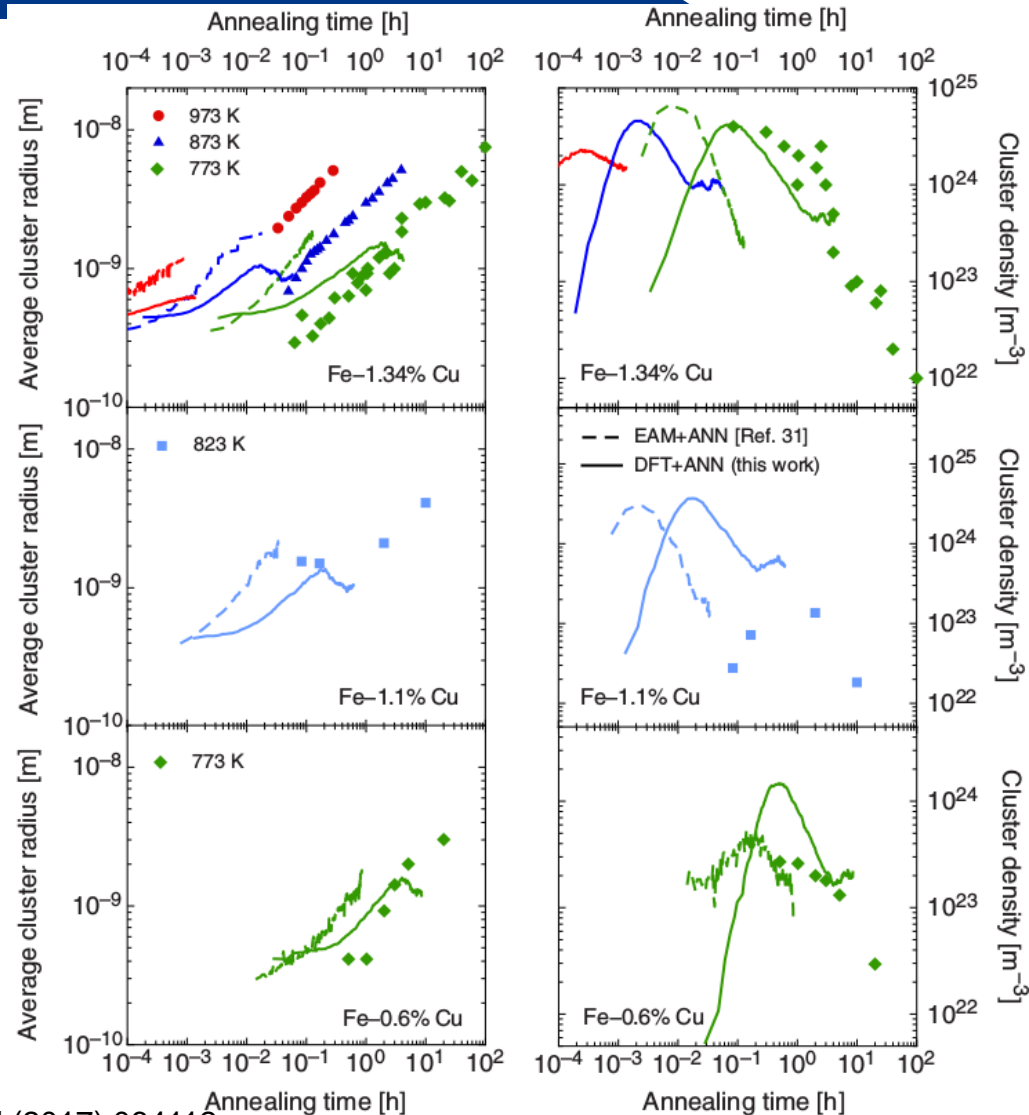 Annealing time [h]
Annealing time [h]
10⁻⁴ 10⁻³ 10⁻² 10⁻¹ 10⁰ 10¹ 10²
10⁻⁴ 10⁻³ 10⁻² 10⁻¹ 10⁰ 10¹ 10²
Average cluster radius [m]
10⁻⁸
10⁻⁹
10⁻¹⁰
973 K
873 K
773 K
Fe–1.34% Cu
10²⁵
10²⁴
10²³
10²²
Cluster density [m⁻³]
Fe–1.34% Cu
Average cluster radius [m]
10⁻⁸
10⁻⁹
10⁻¹⁰
823 K
Fe–1.1% Cu
EAM+ANN [Ref. 31]
DFT+ANN (this work)
10²⁵
10²⁴
10²³
10²²
Cluster density [m⁻³]
Fe–1.1% Cu
Average cluster radius [m]
10⁻⁸
10⁻⁹
10⁻¹⁰
773 K
Fe–0.6% Cu
10²⁴
10²³
10²²
Cluster density [m⁻³]
Fe–0.6% Cu
10⁻⁴ 10⁻³ 10⁻² 10⁻¹ 10⁰ 10¹ 10²
10⁻⁴ 10⁻³ 10⁻² 10⁻¹ 10⁰ 10¹ 10²
Annealing time [h]
Annealing time [h]